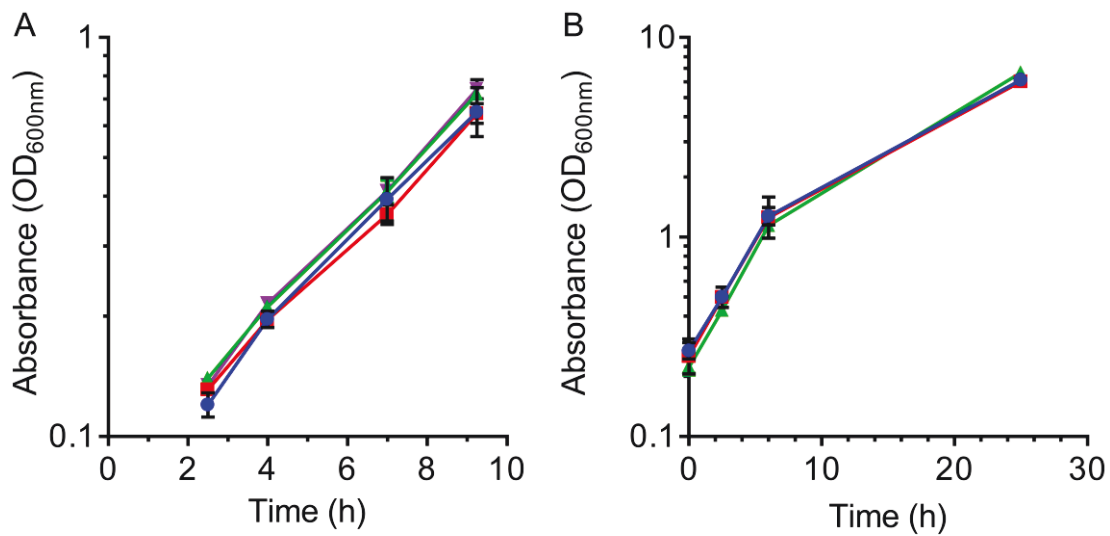 A
Absorbance (OD600nm)
1
0.1
0 2 4 6 8 10
Time (h)
B
Absorbance (OD600nm)
10
1
0.1
0 10 20 30
Time (h)